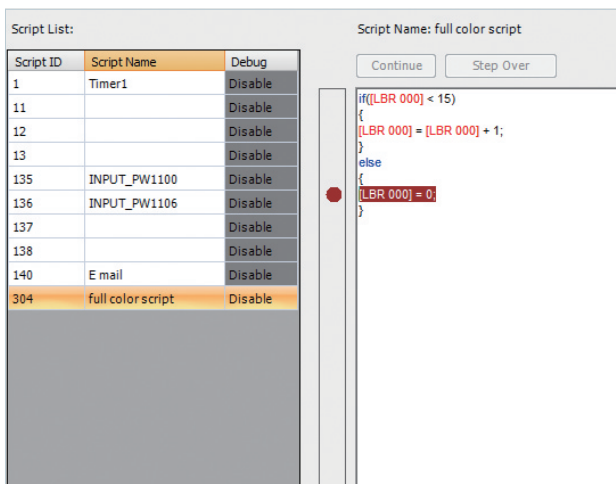 Script List:
Script ID Script Name Debug
1 Timer1 Disable
11 Disable
12 Disable
13 Disable
135 INPUT_PW1100 Disable
136 INPUT_PW1106 Disable
137 Disable
138 Disable
140 E mail Disable
304 full color script Disable
Script Name: full color script
Continue Step Over
if([LBR 000] < 15)
{
[LBR 000] = [LBR 000] + 1;
}
else
{
[LBR 000] = 0;
}